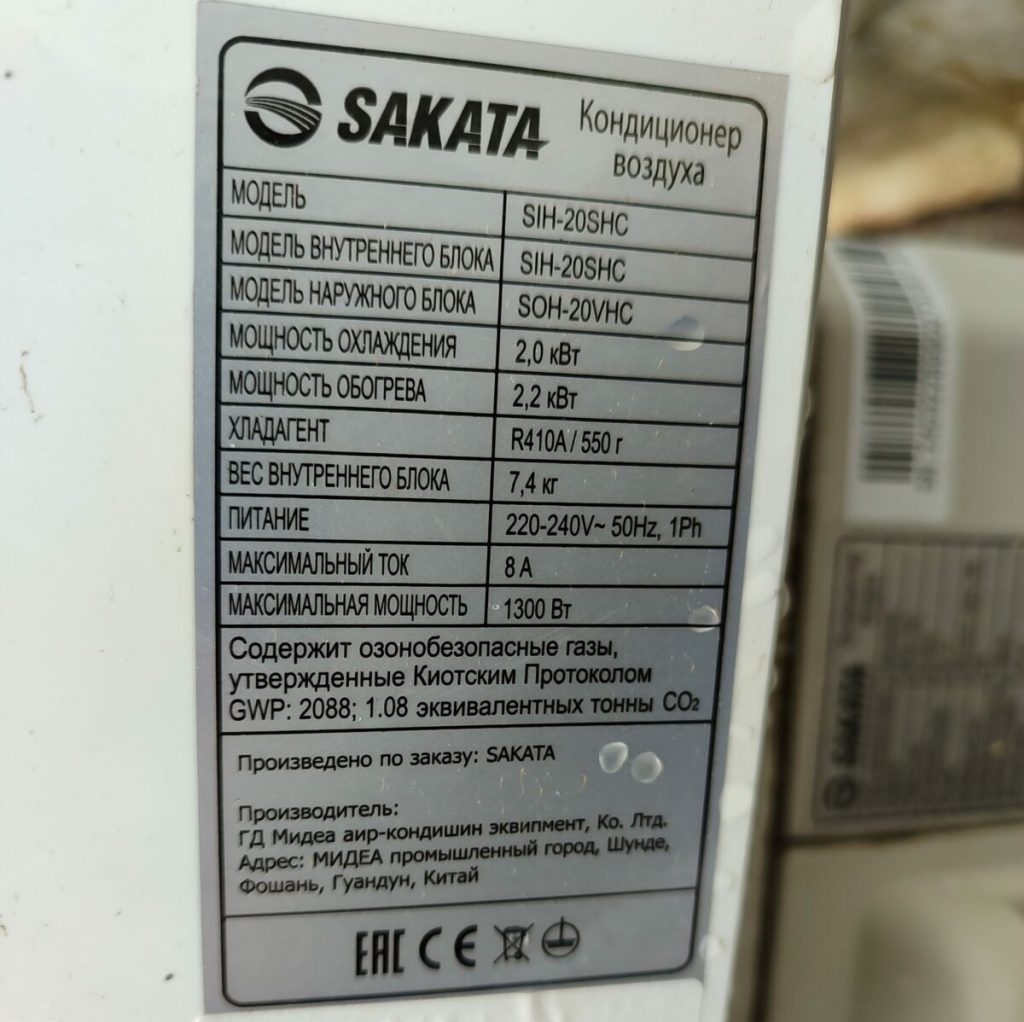 SAKATA Кондиционер
воздуха
МОДЕЛЬ SIH-20SHC
МОДЕЛЬ ВНУТРЕННЕГО БЛОКА SIH-20SHC
МОДЕЛЬ НАРУЖНОГО БЛОКА SOH-20VHC
МОЩНОСТЬ ОХЛАЖДЕНИЯ 2,0 кВт
МОЩНОСТЬ ОБОГРЕВА 2,2 кВт
ХЛАДАГЕНТ R410A / 550 г
ВЕС ВНУТРЕННЕГО БЛОКА 7,4 кг
ПИТАНИЕ 220-240V~ 50Hz, 1Ph
МАКСИМАЛЬНЫЙ ТОК 8 А
МАКСИМАЛЬНАЯ МОЩНОСТЬ 1300 Вт
Содержит озонобезопасные газы,
утвержденные Киотским Протоколом
GWP: 2088; 1.08 эквивалентных тонны CO₂
Произведено по заказу: SAKATA
Производитель:
ГД Мидеа аир-кондишин эквипмент, Ко. Лтд.
Адрес: МИДЕА промышленный город, Шунде,
Фошань, Гуандун, Китай
EAC CE
SAKATA